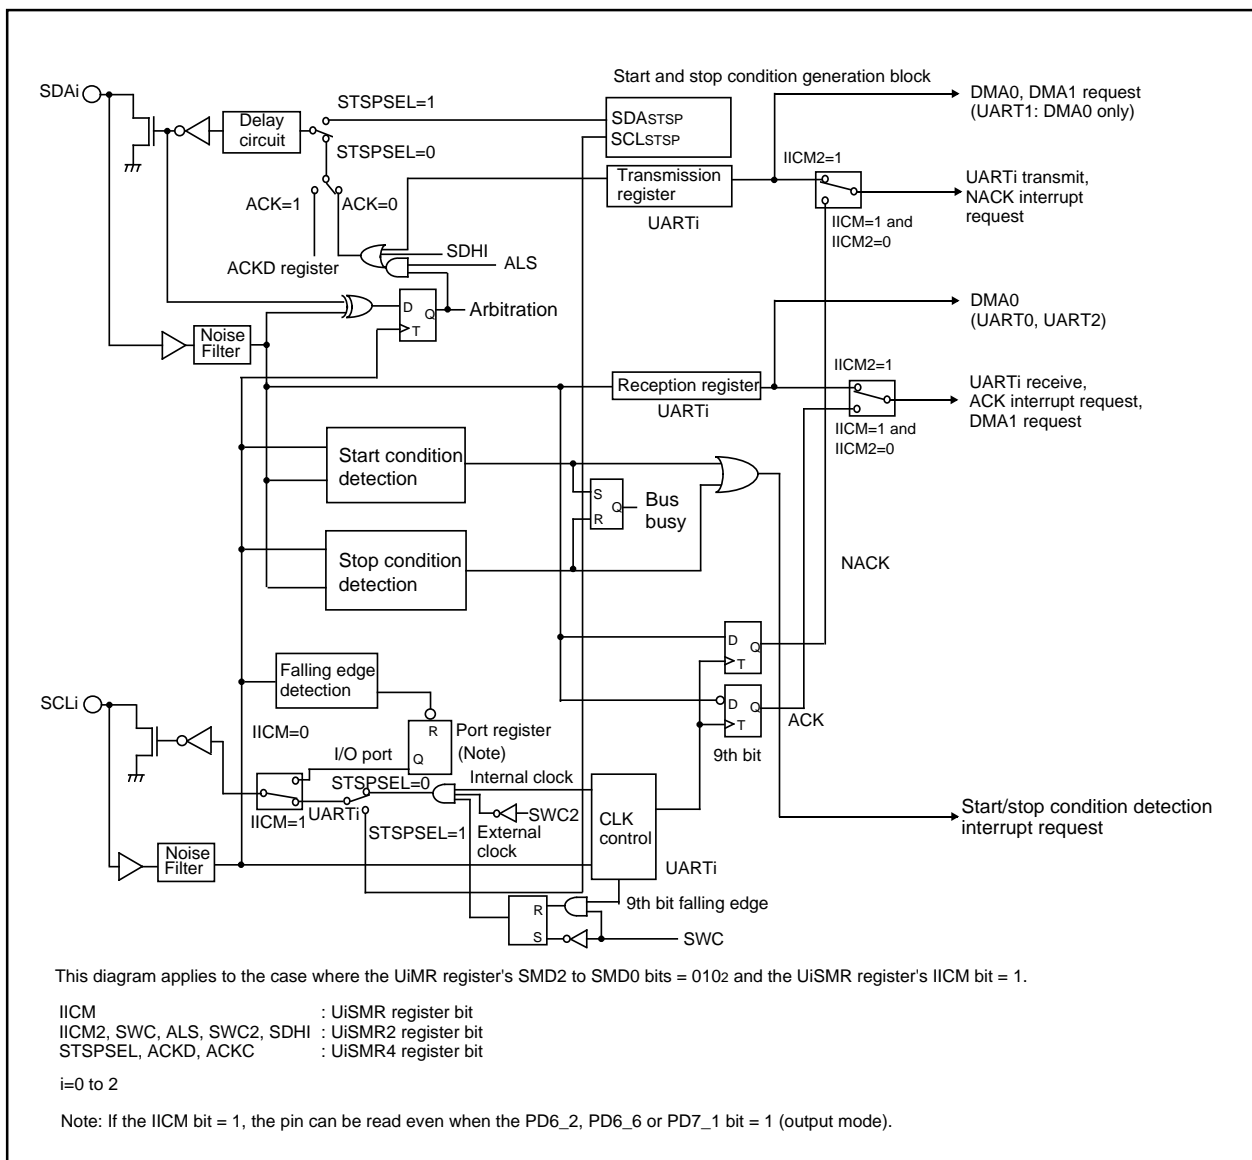 Start and stop condition generation block
SDAi
STSPSEL=1
DMA0, DMA1 request
(UART1: DMA0 only)
Delay
circuit
SDASTSP
SCLSTSP
STSPSEL=0
IICM2=1
Transmission
register
UARTi transmit,
NACK interrupt
request
ACK=1
ACK=0
UARTi
IICM=1 and
IICM2=0
SDHI
ACKD register
ALS
D
Q
T
Arbitration
DMA0
(UART0, UART2)
Noise
Filter
IICM2=1
Reception register
UARTi
UARTi receive,
ACK interrupt request,
DMA1 request
IICM=1 and
IICM2=0
Start condition
detection
S
R
Q
Bus
busy
Stop condition
detection
NACK
D
Q
T
Falling edge
detection
SCLi
D
Q
T
ACK
9th bit
IICM=0
R
Q
Port register
(Note)
I/O port
STSPSEL=0
Internal clock
IICM=1
UARTi
SWC2
CLK
control
Start/stop condition detection
interrupt request
STSPSEL=1
External
clock
Noise
Filter
UARTi
9th bit falling edge
R
S
SWC
This diagram applies to the case where the UiMR register's SMD2 to SMD0 bits = 0102 and the UiSMR register's IICM bit = 1.
IICM : UiSMR register bit
IICM2, SWC, ALS, SWC2, SDHI : UiSMR2 register bit
STSPSEL, ACKD, ACKC : UiSMR4 register bit
i=0 to 2
Note: If the IICM bit = 1, the pin can be read even when the PD6_2, PD6_6 or PD7_1 bit = 1 (output mode).